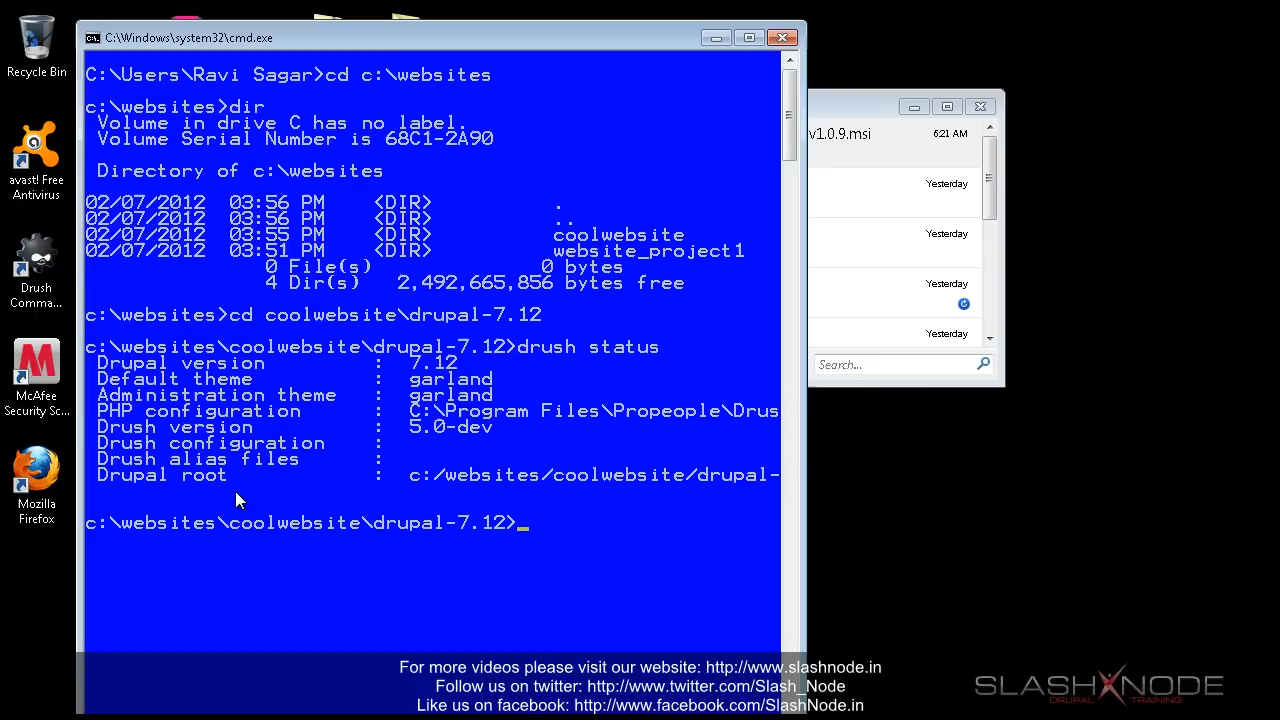 Recycle Bin
avast! Free
Antivirus
Drush
Comma...
McAfee
Security Sc...
Mozilla
Firefox
C:\Windows\system32\cmd.exe
C:\Users\Ravi Sagar>cd c:\websites
c:\websites>dir
Volume in drive C has no label.
Volume Serial Number is 68C1-2A90
Directory of c:\websites
02/07/2012 03:56 PM <DIR> .
02/07/2012 03:56 PM <DIR> ..
02/07/2012 03:55 PM <DIR> coolwebsite
02/07/2012 03:51 PM <DIR> website_project1
0 File(s) 0 bytes
4 Dir(s) 2,492,665,856 bytes free
c:\websites>cd coolwebsite\drupal-7.12
c:\websites\coolwebsite\drupal-7.12>drush status
Drupal version : 7.12
Default theme : garland
Administration theme : garland
PHP configuration : C:\Program Files\Propeople\Drus
Drush version : 5.0-dev
Drush configuration :
Drush alias files :
Drupal root : c:/websites/coolwebsite/drupal-
c:\websites\coolwebsite\drupal-7.12>_
v1.0.9.msi 6:21 AM
Yesterday
Yesterday
Yesterday
Yesterday
Search...
For more videos please visit our website: http://www.slashnode.in
Follow us on twitter: http://www.twitter.com/Slash_Node
Like us on facebook: http://www.facebook.com/SlashNode.in
SLASHXNODE
DRUPAL TRAINING